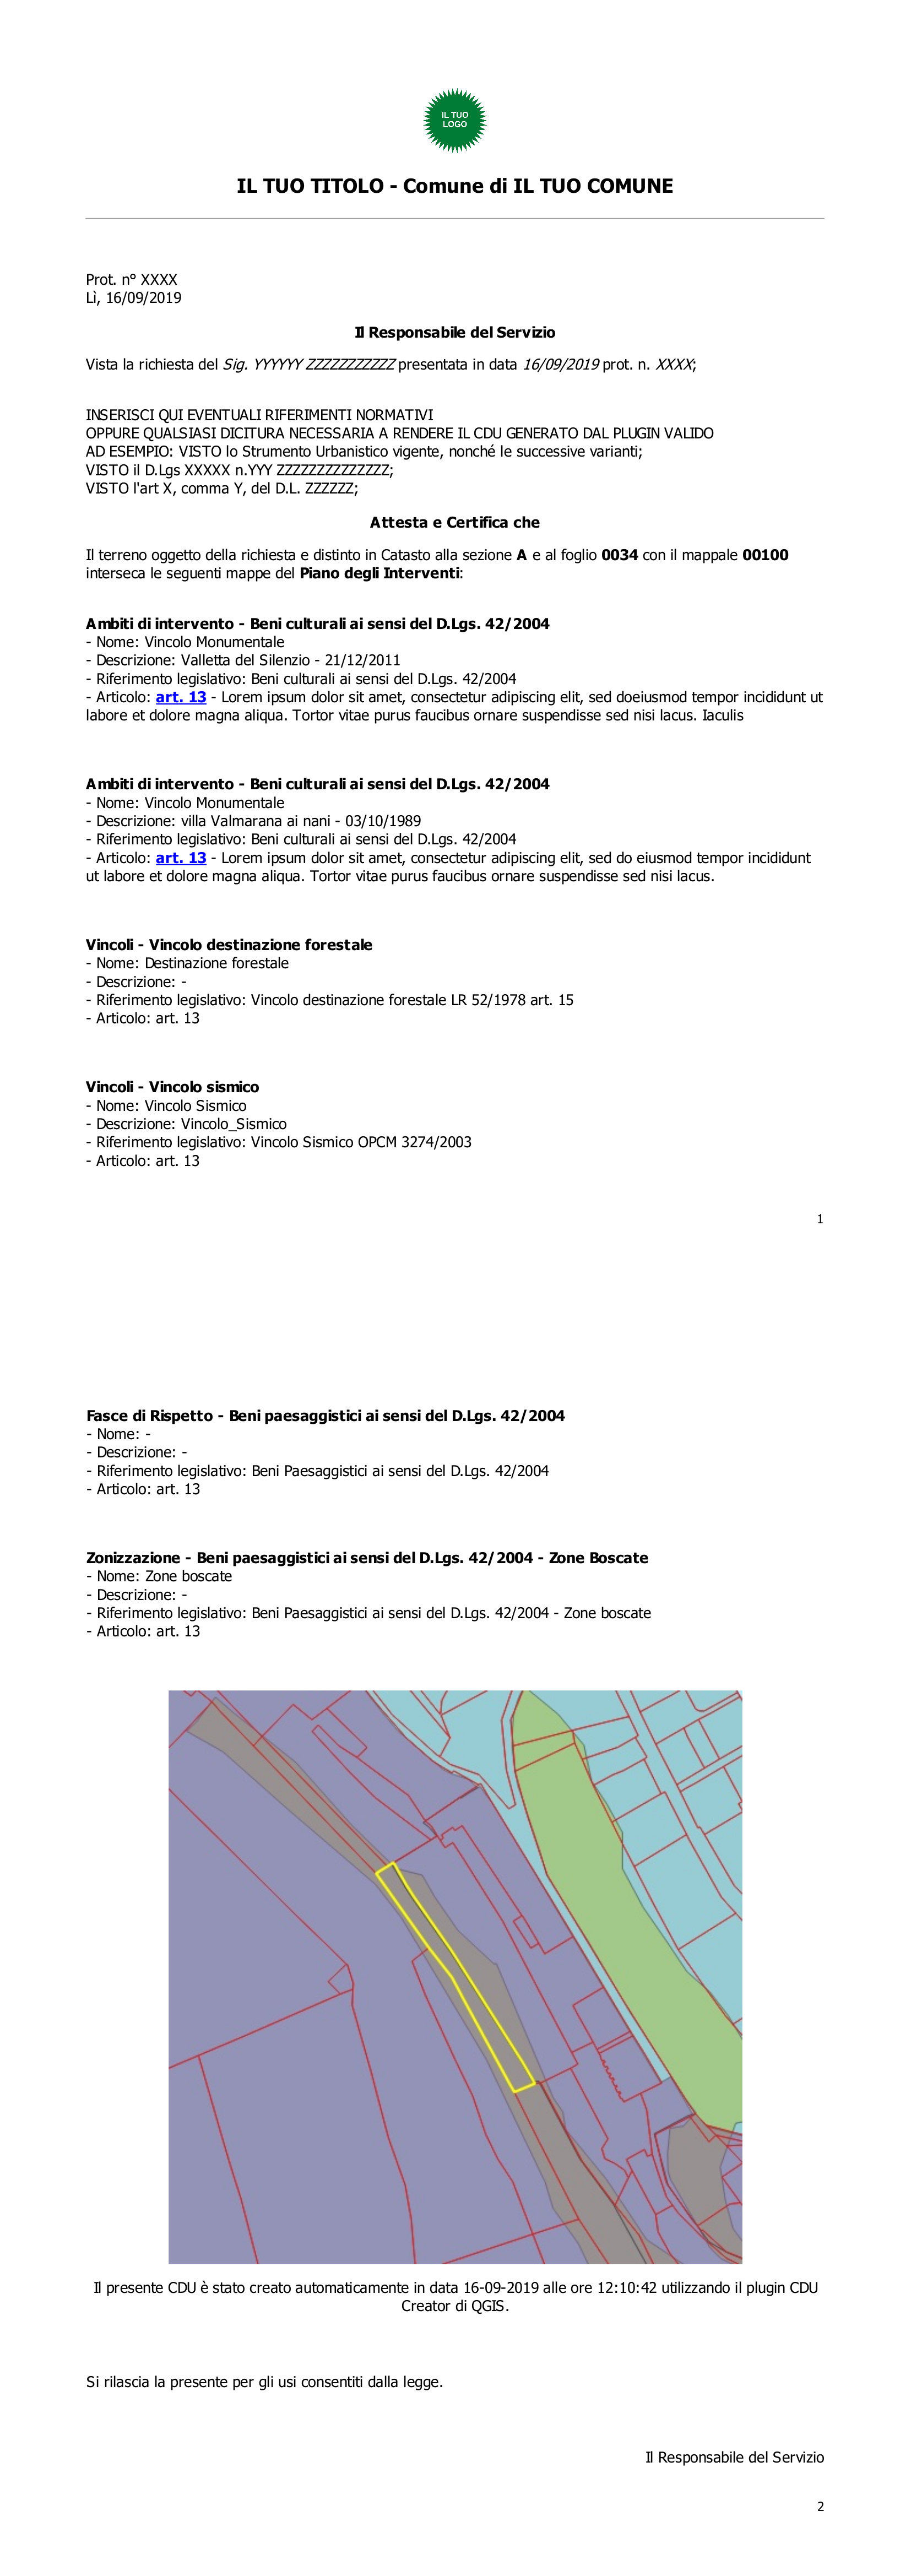 IL TUO
LOGO
IL TUO TITOLO - Comune di IL TUO COMUNE
Prot. n° XXXX
Lì, 16/09/2019
Il Responsabile del Servizio
Vista la richiesta del Sig. YYYYYY ZZZZZZZZZZZ presentata in data 16/09/2019 prot. n. XXXX;
INSERISCI QUI EVENTUALI RIFERIMENTI NORMATIVI
OPPURE QUALSIASI DICITURA NECESSARIA A RENDERE IL CDU GENERATO DAL PLUGIN VALIDO
AD ESEMPIO: VISTO lo Strumento Urbanistico vigente, nonché le successive varianti;
VISTO il D.Lgs XXXXX n.YYY ZZZZZZZZZZZZZZ;
VISTO l'art X, comma Y, del D.L. ZZZZZZ;
Attesta e Certifica che
Il terreno oggetto della richiesta e distinto in Catasto alla sezione A e al foglio 0034 con il mappale 00100
interseca le seguenti mappe del Piano degli Interventi:
Ambiti di intervento - Beni culturali ai sensi del D.Lgs. 42/2004
- Nome: Vincolo Monumentale
- Descrizione: Valletta del Silenzio - 21/12/2011
- Riferimento legislativo: Beni culturali ai sensi del D.Lgs. 42/2004
- Articolo: art. 13 - Lorem ipsum dolor sit amet, consectetur adipiscing elit, sed doeiusmod tempor incididunt ut
labore et dolore magna aliqua. Tortor vitae purus faucibus ornare suspendisse sed nisi lacus. Iaculis
Ambiti di intervento - Beni culturali ai sensi del D.Lgs. 42/2004
- Nome: Vincolo Monumentale
- Descrizione: villa Valmarana ai nani - 03/10/1989
- Riferimento legislativo: Beni culturali ai sensi del D.Lgs. 42/2004
- Articolo: art. 13 - Lorem ipsum dolor sit amet, consectetur adipiscing elit, sed do eiusmod tempor incididunt
ut labore et dolore magna aliqua. Tortor vitae purus faucibus ornare suspendisse sed nisi lacus.
Vincoli - Vincolo destinazione forestale
- Nome: Destinazione forestale
- Descrizione: -
- Riferimento legislativo: Vincolo destinazione forestale LR 52/1978 art. 15
- Articolo: art. 13
Vincoli - Vincolo sismico
- Nome: Vincolo Sismico
- Descrizione: Vincolo_Sismico
- Riferimento legislativo: Vincolo Sismico OPCM 3274/2003
- Articolo: art. 13
1
Fasce di Rispetto - Beni paesaggistici ai sensi del D.Lgs. 42/2004
- Nome: -
- Descrizione: -
- Riferimento legislativo: Beni Paesaggistici ai sensi del D.Lgs. 42/2004
- Articolo: art. 13
Zonizzazione - Beni paesaggistici ai sensi del D.Lgs. 42/2004 - Zone Boscate
- Nome: Zone boscate
- Descrizione: -
- Riferimento legislativo: Beni Paesaggistici ai sensi del D.Lgs. 42/2004 - Zone boscate
- Articolo: art. 13
Il presente CDU è stato creato automaticamente in data 16-09-2019 alle ore 12:10:42 utilizzando il plugin CDU
Creator di QGIS.
Si rilascia la presente per gli usi consentiti dalla legge.
Il Responsabile del Servizio
2